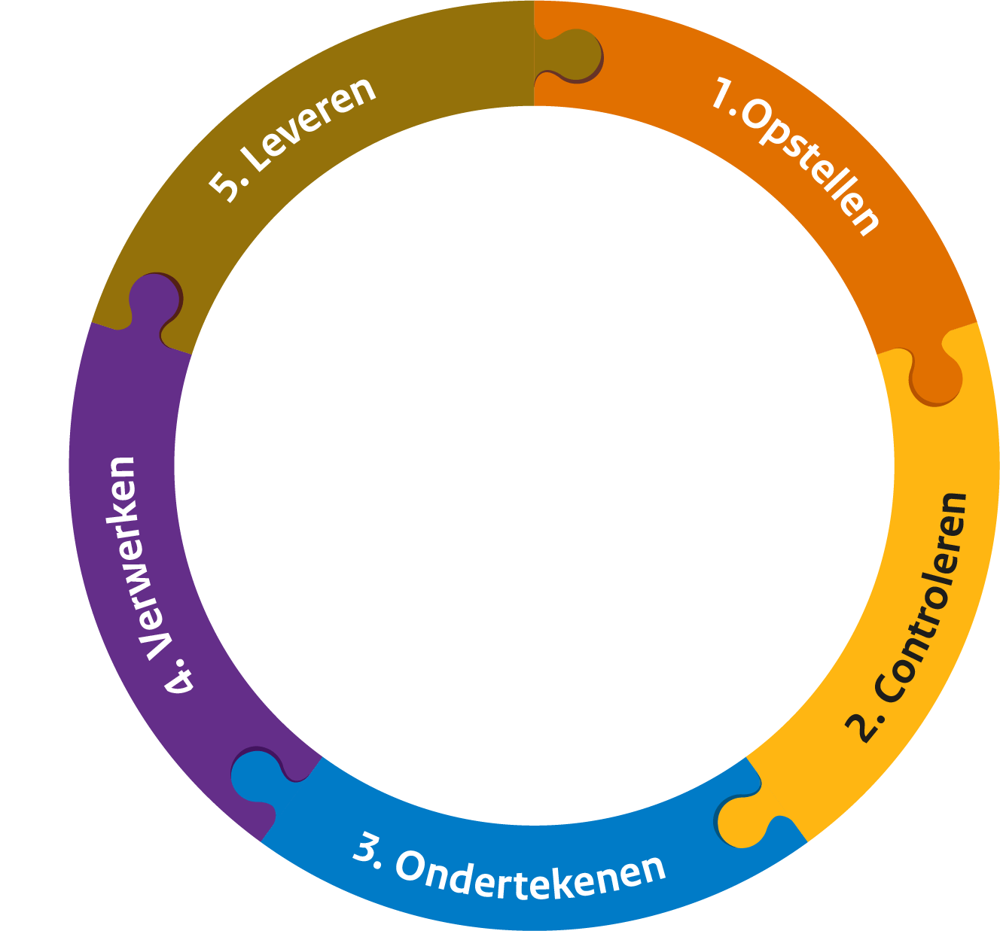 1.Opstellen
2. Controleren
3. Ondertekenen
4. Verwerken
5. Leveren